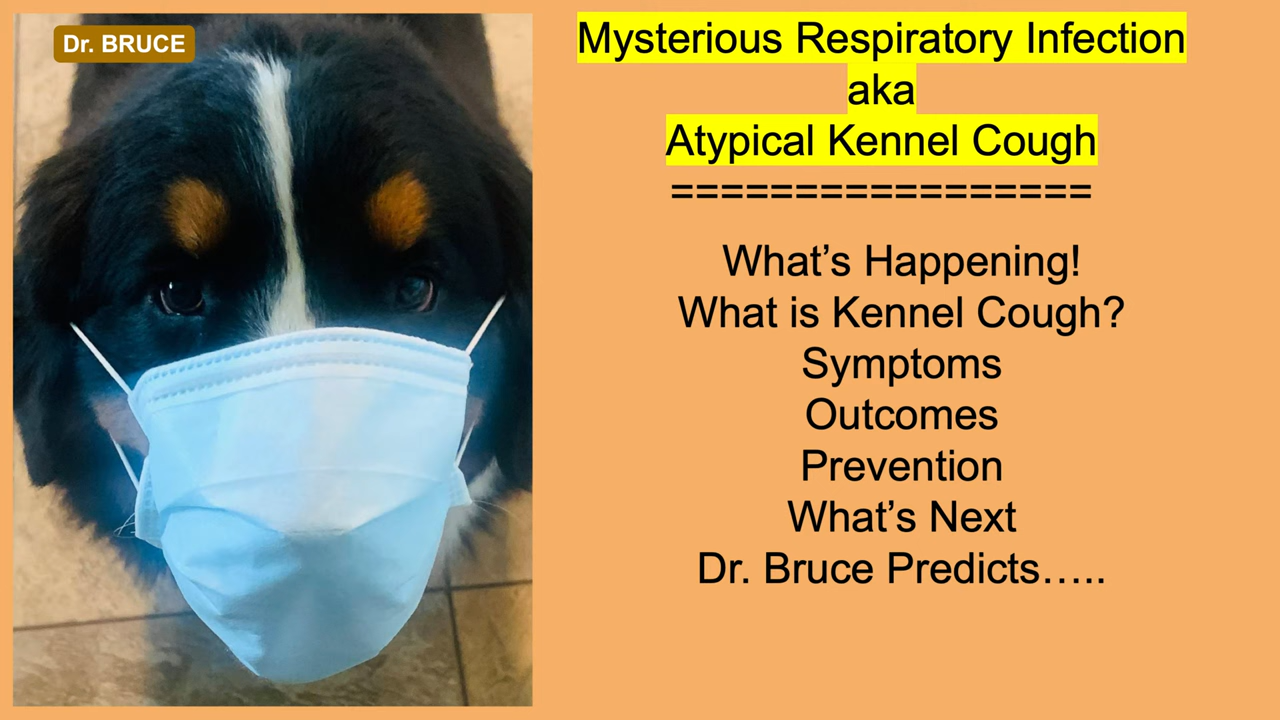 Dr. BRUCE
Mysterious Respiratory Infection
aka
Atypical Kennel Cough
=================
What’s Happening!
What is Kennel Cough?
Symptoms
Outcomes
Prevention
What’s Next
Dr. Bruce Predicts…..